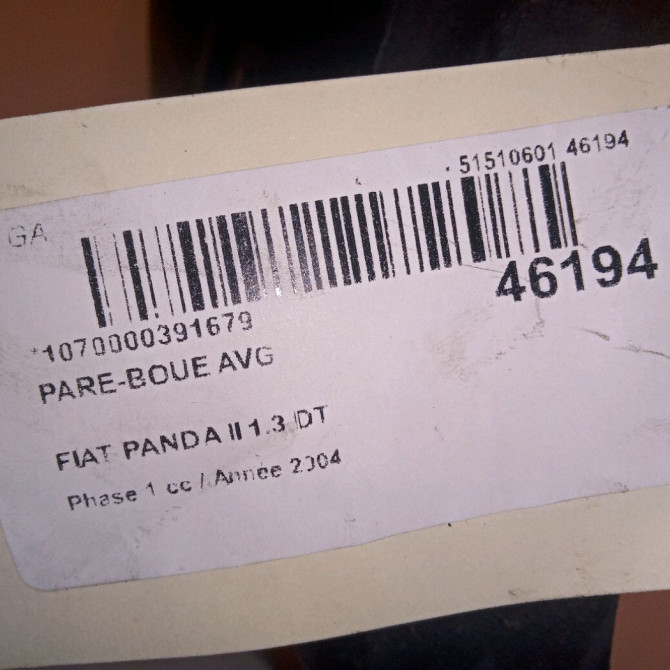 51510601 46194
GA
46194
*1070000391679
PARE-BOUE AVG
FIAT PANDA II 1.3 DT
Phase 1 cc / Année 2004